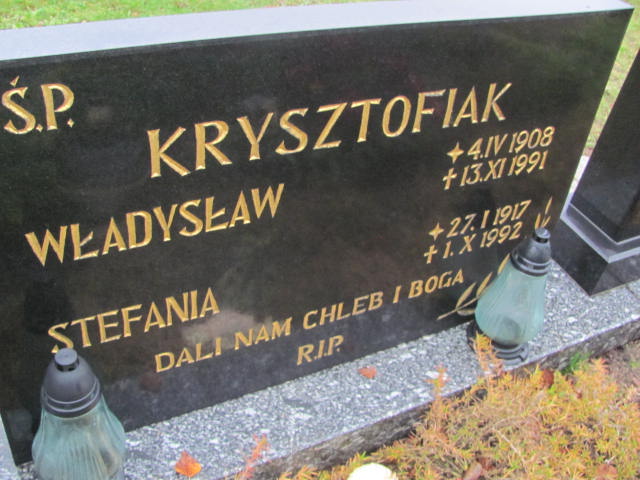 Ś.P.
KRYSZTOFIAK
✦ 4.IV 1908
WŁADYSŁAW ✝ 13.XI 1991
✦ 27.I 1917
STEFANIA ✝ 1.X 1992
DALI NAM CHLEB I BOGA
R.I.P.